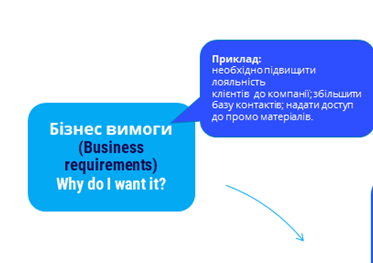 Приклад:
необхідно підвищити
лояльність
клієнтів до компанії; збільшити
базу контактів; надати доступ
до промо матеріалів.
Бізнес вимоги
(Business
requirements)
Why do I want it?